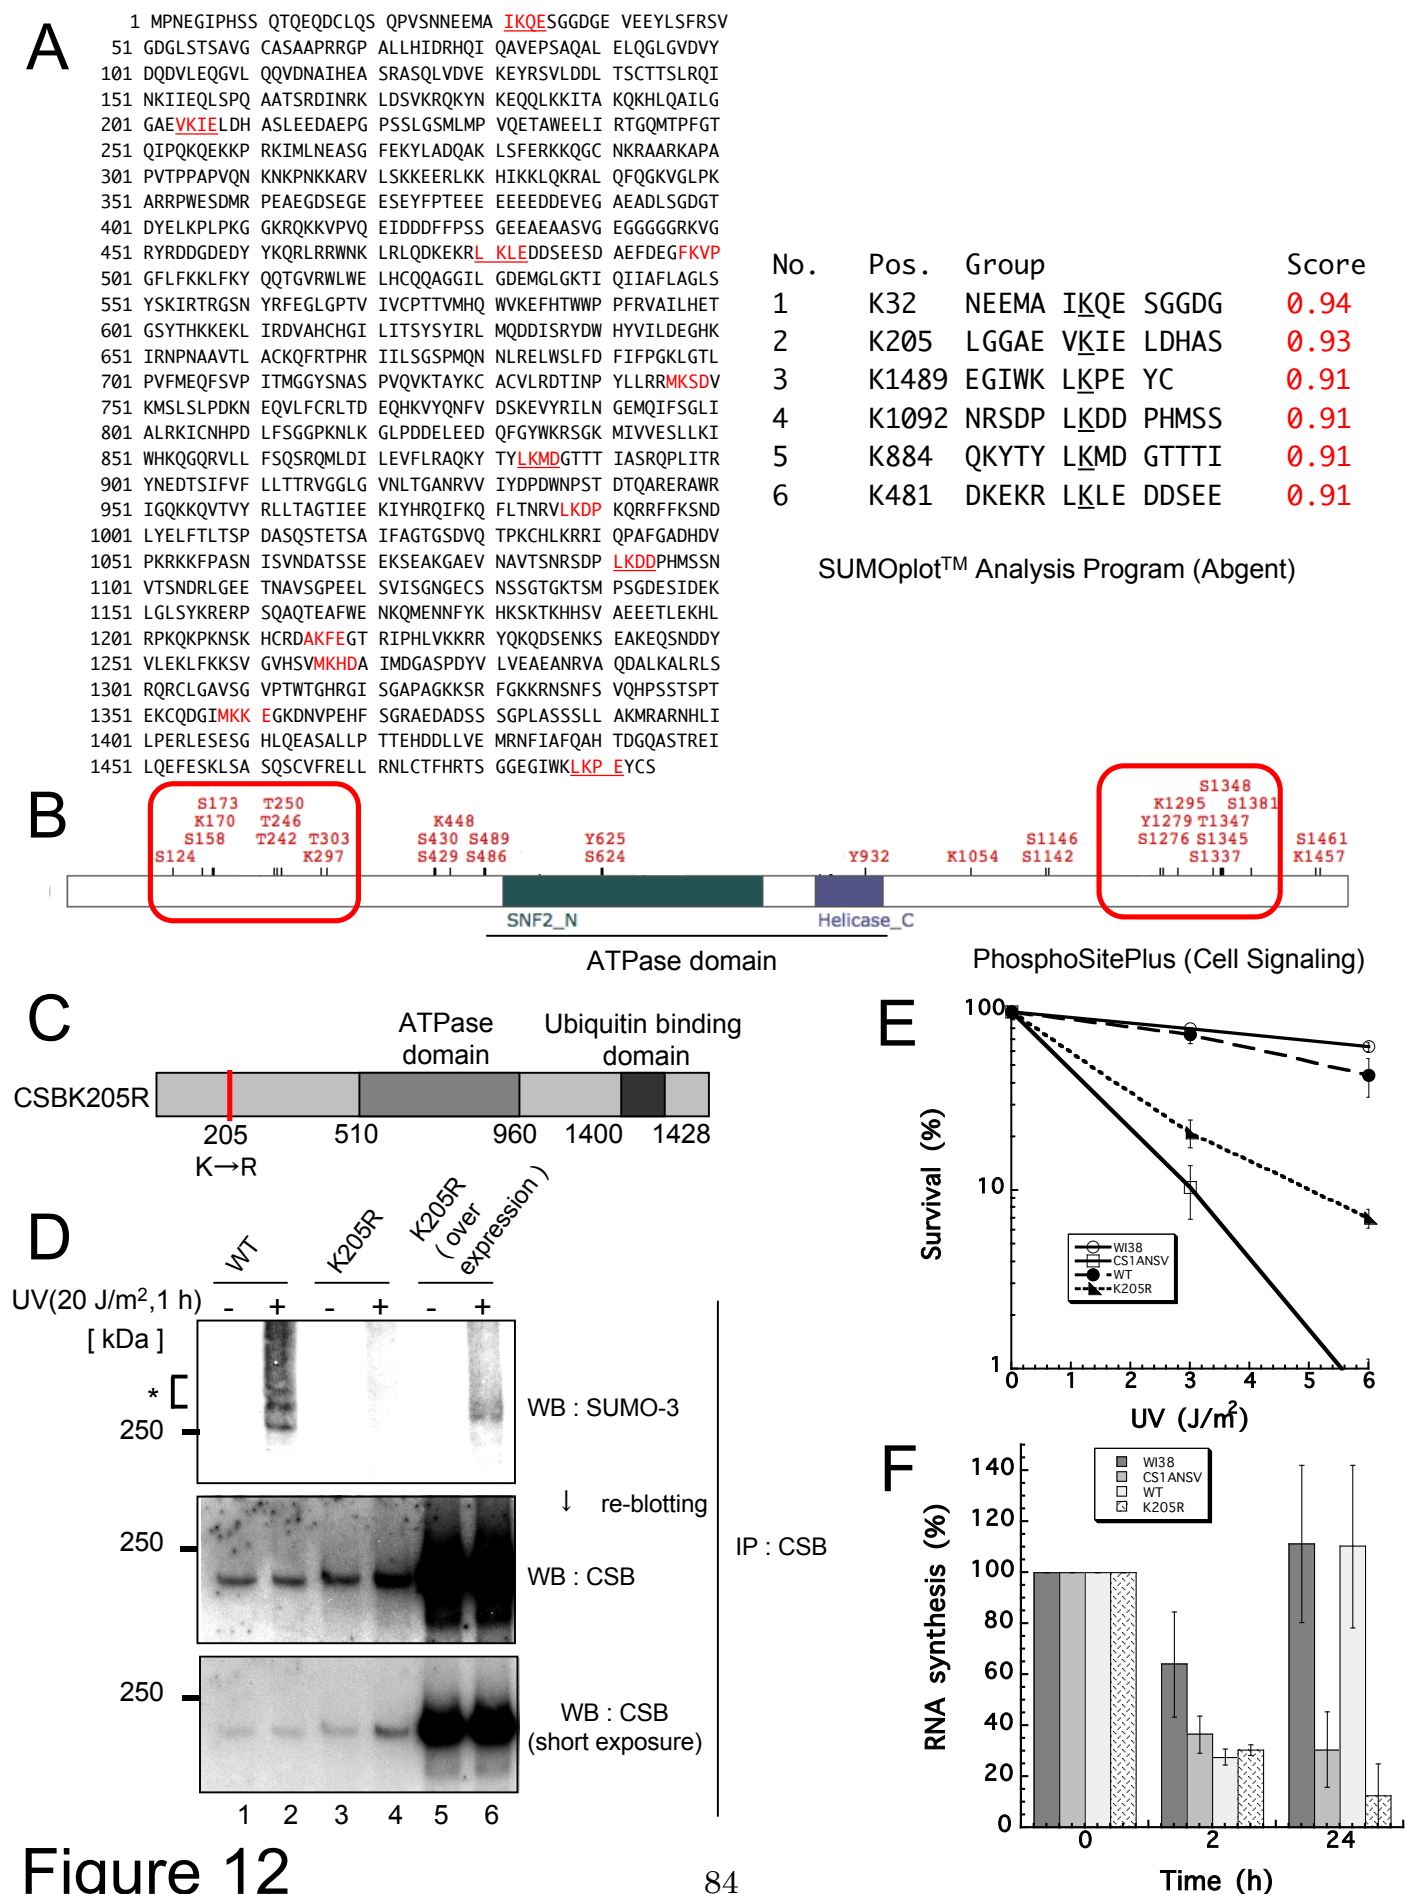 A
1 MPNEGIPHSS QTQEQDCLQS QPVSNNEEMA IKQESGGDGE VEEYLSFRSV
51 GDGLSTSAVG CASAAPRRGP ALLHIDRHQI QAVEPSAQAL ELQGLGVDVY
101 DQDVLEQGVL QQVDNAIHEA SRASQLVDVE KEYRSVLDDL TSCTTSLRQI
151 NKIIEQLSPQ AATSRDINRK LDSVKRQKYN KEQQLKKITA KQKHLQAILG
201 GAEVKIELDH ASLEEDAEPG PSSLGSMLMP VQETAWEELI RTGQMTPFGT
251 QIPQKQEKKP RKIMLNEASG FEKYLADQAK LSFERKKQGC NKRAARKAPA
301 PVTPPAPVQN KNKPNKKARV LSKKEERLKK HIKKLQKRAL QFQGKVGLPK
351 ARRPWESDMR PEAEGDSEGE ESEYFPTEEE EEEEDDEVEG AEADLSGDGT
401 DYELKPLPKG GKRQKKVPVQ EIDDDFFPSS GEEAEAASVG EGGGGGRKVG
451 RYRDDGDEDY YKQRLRRWNK LRLQDKEKRL KLEDDSEESD AEFDEGFKVP
501 GFLFKKLFKY QQTGVRWLWE LHCQQAGGIL GDEMGLGKTI QIIAFLAGLS
551 YSKIRTRGSN YRFEGLGPTV IVCPTTVMHQ WVKEFHTWWP PFRVAILHET
601 GSYTHKKEKL IRDVAHCHGI LITSYSYIRL MQDDISRYDW HYVILDEGHK
651 IRNPNAAVTL ACKQFRTPHR IILSGSPMQN NLRELWSLFD FIFPGKLGTL
701 PVFMEQFSVP ITMGGYSNAS PVQVKTAYKC ACVLRDTINP YLLRRMKSDV
751 KMSLSLPDKN EQVLFCRLTD EQHKVYQNFV DSKEVYRILN GEMQIFSGLI
801 ALRKICNHPD LFSGGPKNLK GLPDDELEED QFGYWKRSGK MIVVESLLKI
851 WHKQGQRVLL FSQSRQMLDI LEVFLRAQKY TYLKMDGTTT IASRQPLITR
901 YNEDTSIFVF LLTTRVGGLG VNLTGANRVV IYDPDWNPST DTQARERAWR
951 IGQKKQVTVY RLLTAGTIEE KIYHRQIFKQ FLTNRVLKDP KQRRFFKSND
1001 LYELFTLTSP DASQSTETSA IFAGTGSDVQ TPKCHLKRRI QPAFGADHDV
1051 PKRKKFPASN ISVNDATSSE EKSEAKGAEV NAVTSNRSDP LKDDPHMSSN
1101 VTSNDRLGEE TNAVSGPEEL SVISGNGECS NSSGTGKTSM PSGDESIDEK
1151 LGLSYKRERP SQAQTEAFWE NKQMENNFYK HKSKTKHHSV AEEETLEKHL
1201 RPKQKPKNSK HCRDAKFEGT RIPHLVKKRR YQKQDSENKS EAKEQSNDDY
1251 VLEKLFKKSV GVHSVMKHDA IMDGASPDYV LVEAEANRVA QDALKALRLS
1301 RQRCLGAVSG VPTWTGHRGI SGAPAGKKSR FGKKRNSNFS VQHPSSTSPT
1351 EKCQDGIMKK EGKDNVPEHF SGRAEDADSS SGPLASSSLL AKMRARNHLI
1401 LPERLESESG HLQEASALLP TTEHDDLLVE MRNFIAFQAH TDGQASTREI
1451 LQEFESKLSA SQSCVFRELL RNLCTFHRTS GGEGIWKLKP EYCS
No. Pos. Group Score
1 K32 NEEMA IKQE SGGDG 0.94
2 K205 LGGAE VKIE LDHAS 0.93
3 K1489 EGIWK LKPE YC 0.91
4 K1092 NRSDP LKDD PHMSS 0.91
5 K884 QKYTY LKMD GTTTI 0.91
6 K481 DKEKR LKLE DDSEE 0.91
SUMOplot™ Analysis Program (Abgent)
B
S1348
S173 T250 K1295 S1381
K170 T246 K448 Y1279 T1347
S158 T242 T303 S430 S489 Y625 S1146 S1276 S1345 S1461
S124 K297 S429 S486 S624 Y932 K1054 S1142 S1337 K1457
SNF2_N Helicase_C
ATPase domain
PhosphoSitePlus (Cell Signaling)
C
ATPase domain
Ubiquitin binding domain
CSBK205R
205 510 960 1400 1428
K→R
D
WT K205R K205R (over expression)
UV(20 J/m²,1 h) - + - + - +
[ kDa ]
*
250
WB : SUMO-3
↓ re-blotting
250
WB : CSB
IP : CSB
250
WB : CSB
(short exposure)
1 2 3 4 5 6
E
100
10
1
Survival (%)
WI38
CS1ANSV
WT
K205R
0 1 2 3 4 5 6
UV (J/m²)
F
140
120
100
80
60
40
20
0
RNA synthesis (%)
WI38
CS1ANSV
WT
K205R
0 2 24
Time (h)
Figure 12
84